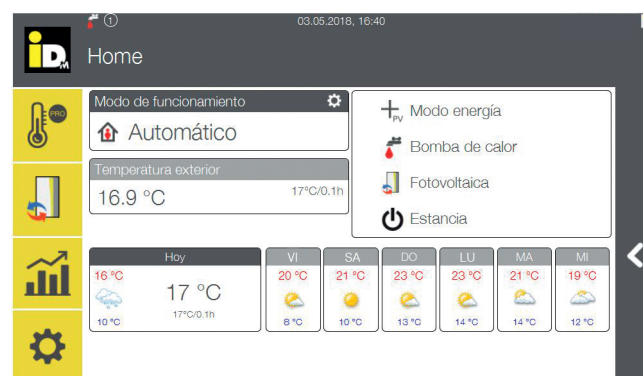 ①
03.05.2018, 16:40
iD.M
Home
PRO
Modo de funcionamiento
Automático
Temperatura exterior
16.9 °C
17°C/0.1h
PV Modo energía
Bomba de calor
Fotovoltaica
Estancia
Hoy
16 °C
17 °C
17°C/0.1h
10 °C
VI
20 °C
8 °C
SA
21 °C
10 °C
DO
23 °C
13 °C
LU
23 °C
14 °C
MA
21 °C
14 °C
MI
19 °C
12 °C